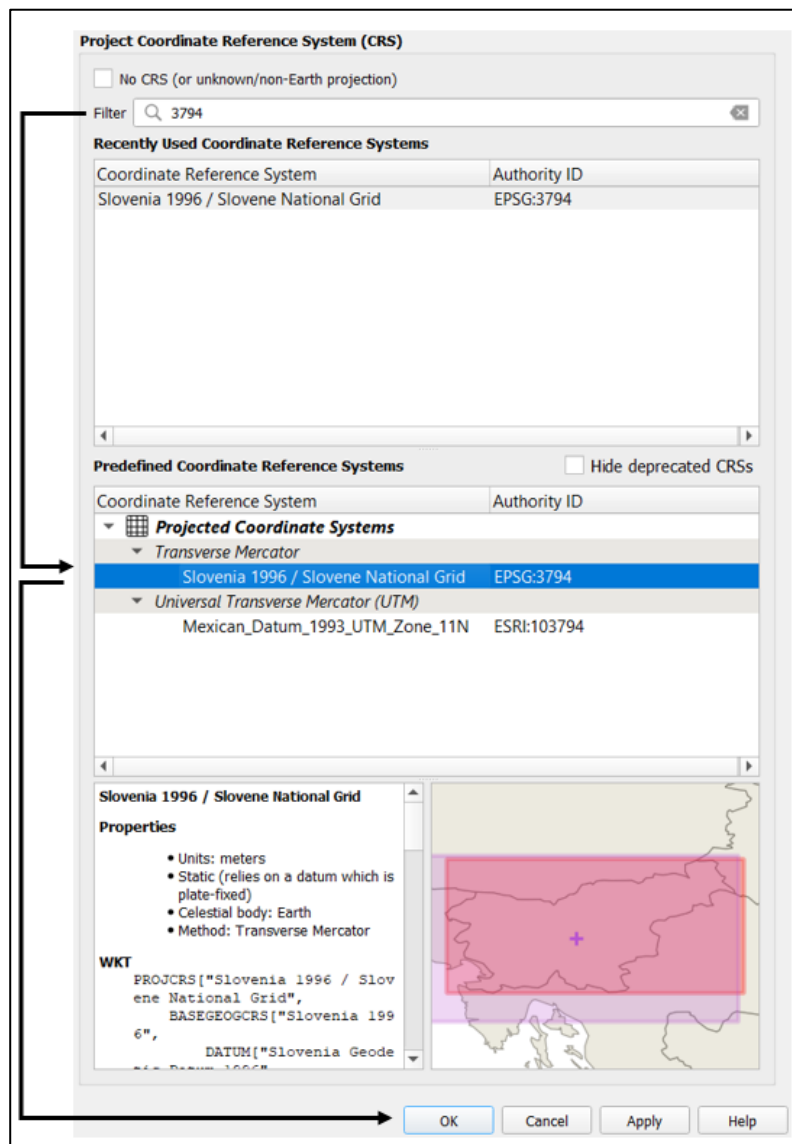 Project Coordinate Reference System (CRS)
No CRS (or unknown/non-Earth projection)
Filter 3794
Recently Used Coordinate Reference Systems
Coordinate Reference System Authority ID
Slovenia 1996 / Slovene National Grid EPSG:3794
Predefined Coordinate Reference Systems Hide deprecated CRSs
Coordinate Reference System Authority ID
Projected Coordinate Systems
Transverse Mercator
Slovenia 1996 / Slovene National Grid EPSG:3794
Universal Transverse Mercator (UTM)
Mexican_Datum_1993_UTM_Zone_11N ESRI:103794
Slovenia 1996 / Slovene National Grid
Properties
• Units: meters
• Static (relies on a datum which is
plate-fixed)
• Celestial body: Earth
• Method: Transverse Mercator
WKT
PROJCRS["Slovenia 1996 / Slov
ene National Grid",
BASEGEOGCRS["Slovenia 199
6",
DATUM["Slovenia Geode
OK Cancel Apply Help